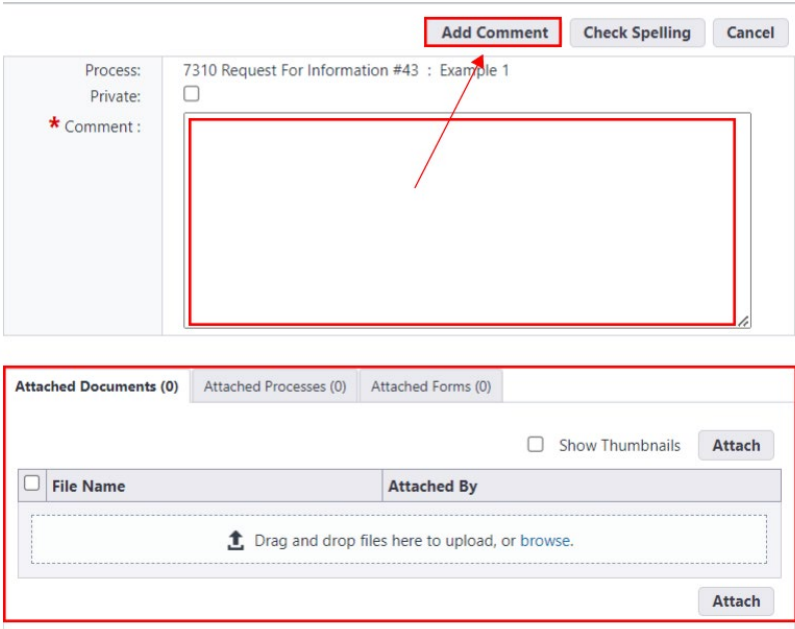 Add Comment Check Spelling Cancel
Process: 7310 Request For Information #43 : Example 1
Private:
* Comment :
Attached Documents (0) Attached Processes (0) Attached Forms (0)
Show Thumbnails Attach
File Name Attached By
Drag and drop files here to upload, or browse.
Attach